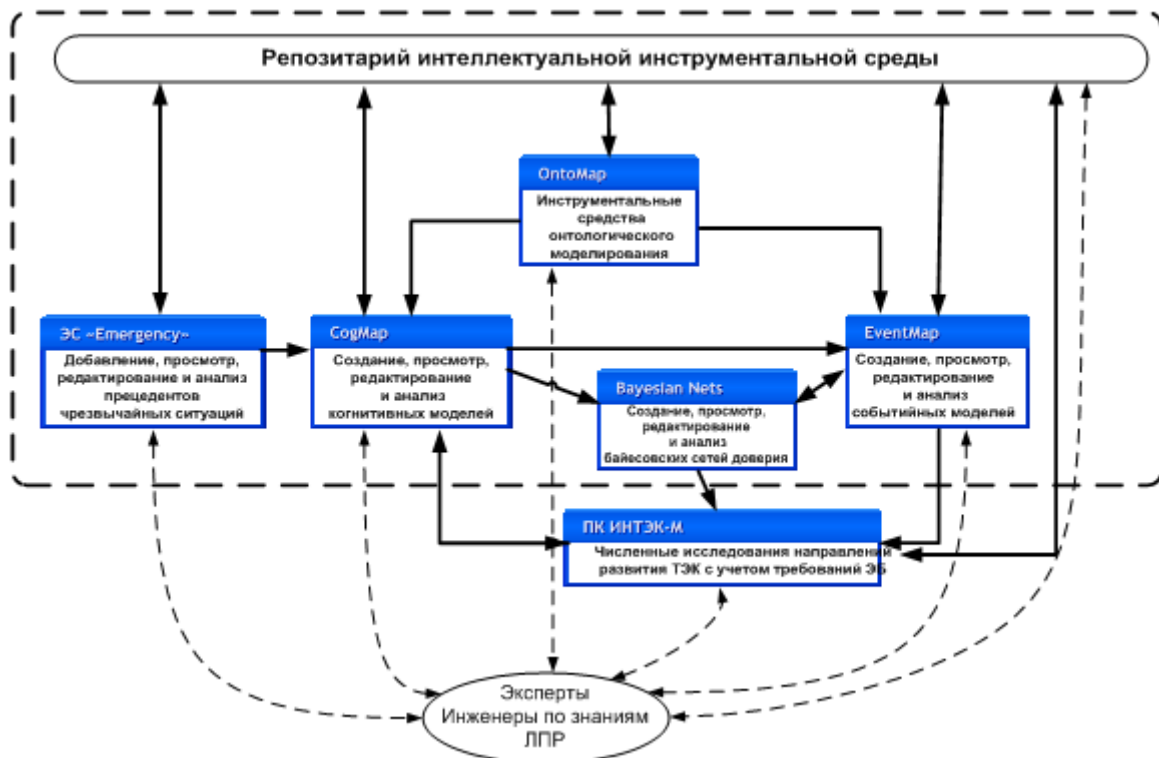 Репозитарий интеллектуальной инструментальной среды
OntoMap
Инструментальные
средства
онтологического
моделирования
ЭС «Emergency»
Добавление, просмотр,
редактирование и анализ
прецедентов
чрезвычайных ситуаций
CogMap
Создание, просмотр,
редактирование
и анализ
когнитивных моделей
EventMap
Создание, просмотр,
редактирование
и анализ
событийных моделей
Bayesian Nets
Создание, просмотр,
редактирование
и анализ
байесовских сетей доверия
ПК ИНТЭК-М
Численные исследования направлений
развития ТЭК с учетом требований ЭБ
Эксперты
Инженеры по знаниям
ЛПР